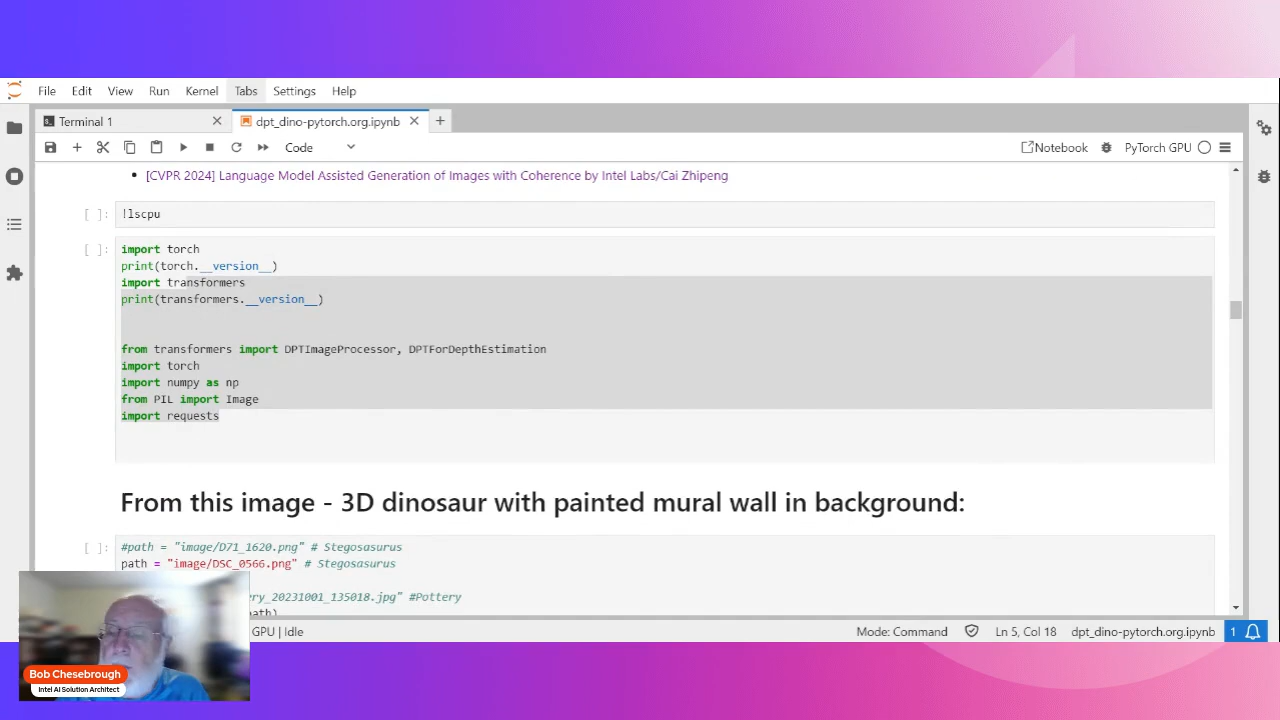 File Edit View Run Kernel Tabs Settings Help
Terminal 1 dpt_dino-pytorch.org.ipynb
Code Notebook PyTorch GPU
[CVPR 2024] Language Model Assisted Generation of Images with Coherence by Intel Labs/Cai Zhipeng
[ ]: !lscpu
[ ]: import torch
print(torch.__version__)
import transformers
print(transformers.__version__)
from transformers import DPTImageProcessor, DPTForDepthEstimation
import torch
import numpy as np
from PIL import Image
import requests
From this image - 3D dinosaur with painted mural wall in background:
[ ]: #path = "image/D71_1620.png" # Stegosasurus
path = "image/DSC_0566.png" # Stegosasurus
ery_20231001_135018.jpg" #Pottery
GPU | Idle Mode: Command Ln 5, Col 18 dpt_dino-pytorch.org.ipynb 1
Bob Chesebrough
Intel AI Solution Architect